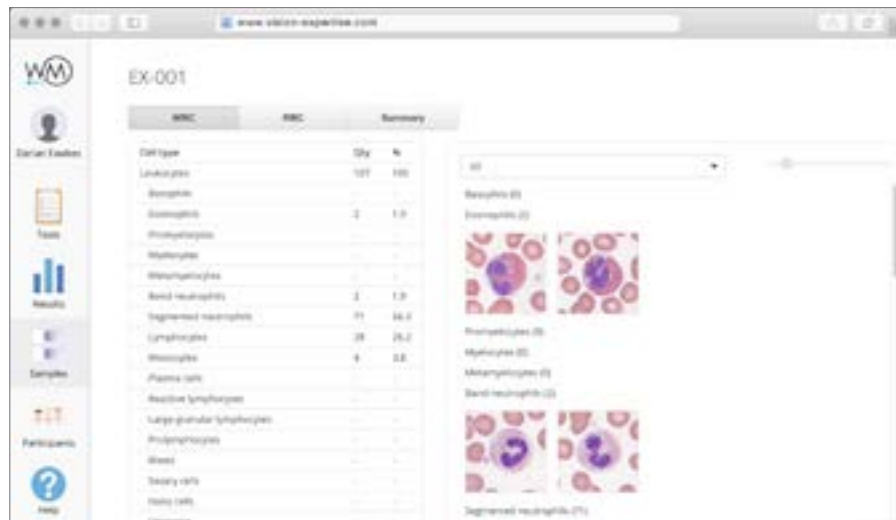 www.vision-expertise.com
WM
EX-001
WBC RBC Summary
Tests
Results
Samples
Participants
Help
Cell type Qty %
Leukocytes 107 100
Basophils - -
Eosinophils 2 1.9
Promyelocytes - -
Myelocytes - -
Metamyelocytes - -
Band neutrophils 2 1.9
Segmented neutrophils 71 66.3
Lymphocytes 28 26.2
Monocytes 4 3.8
Plasma cells - -
Reactive lymphocytes - -
Large granular lymphocytes - -
Prolymphocytes - -
Blasts - -
Sezary cells - -
Hairy cells - -
All
Basophils (0)
Eosinophils (2)
Promyelocytes (0)
Myelocytes (0)
Metamyelocytes (0)
Band neutrophils (2)
Segmented neutrophils (71)